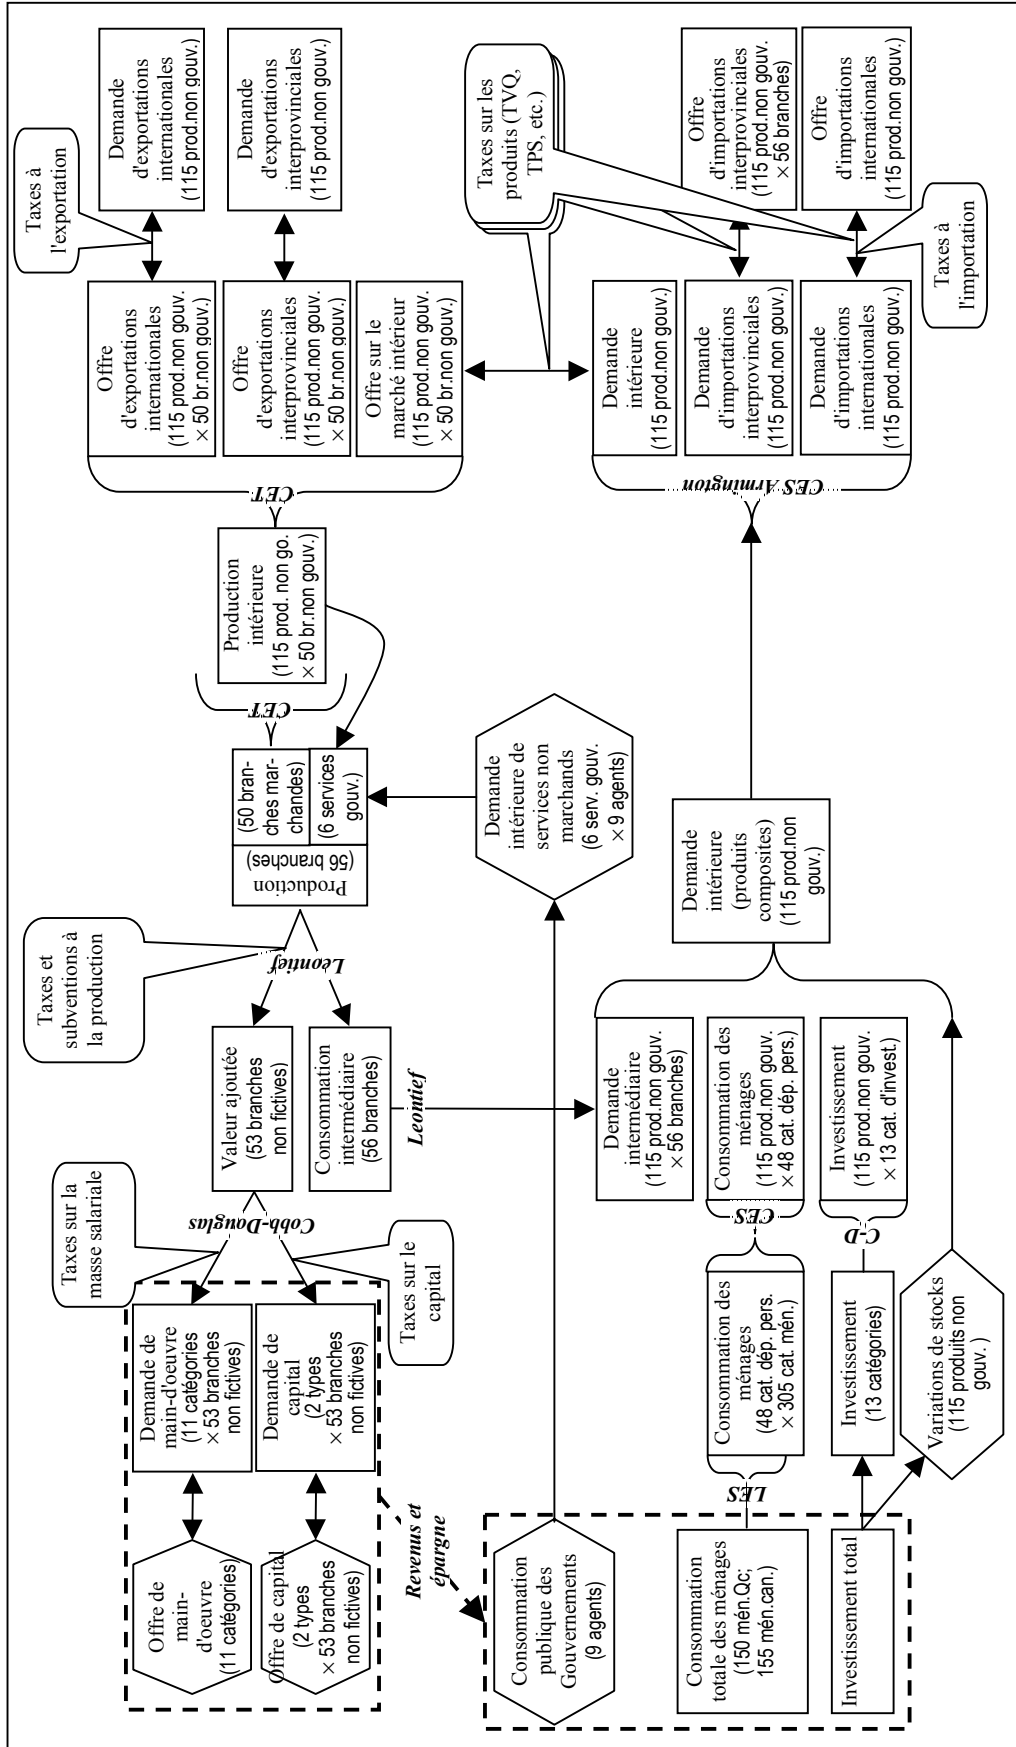 Offre de
main-
d'oeuvre
(11 catégories)
Offre de capital
(2 types
× 53 branches
non fictives)
Demande de
main-d'oeuvre
(11 catégories
× 53 branches
non fictives)
Demande de
capital
(2 types
× 53 branches
non fictives)
Taxes sur la
masse salariale
Cobb-Douglas
Taxes sur le
capital
Valeur ajoutée
(53 branches
non fictives)
Consommation
intermédiaire
(56 branches)
Leontief
Taxes et
subventions à
la production
Leontief
Production
(56 branches)
(50 bran-
ches mar-
chandes)
(6 services
gouv.)
CET
Production
intérieure
(115 prod. non go.
× 50 br.non gouv.)
CET
Offre
d'exportations
internationales
(115 prod.non gouv.
× 50 br.non gouv.)
Offre
d'exportations
interprovinciales
(115 prod.non gouv.
× 50 br.non gouv.)
Offre sur le
marché intérieur
(115 prod.non gouv.
× 50 br.non gouv.)
Taxes à
l'exportation
Demande
d'exportations
internationales
(115 prod.non gouv.)
Demande
d'exportations
interprovinciales
(115 prod.non gouv.)
Revenus et
épargne
Consommation
publique des
Gouvernements
(9 agents)
Demande
intérieure de
services non
marchands
(6 serv. gouv.
× 9 agents)
Taxes sur les
produits (TVQ,
TPS, etc.)
Consommation
totale des ménages
(150 mén.Qc;
155 mén.can.)
LES
Consommation des
ménages
(48 cat. dép. pers.
× 305 cat. mén.)
CES
Demande
intermédiaire
(115 prod.non gouv.
× 56 branches)
Consommation des
ménages
(115 prod.non gouv.
× 48 cat. dép. pers.)
Investissement
(115 prod.non gouv.
× 13 cat. d'invest.)
Investissement total
Investissement
(13 catégories)
C-D
Variations de stocks
(115 produits non
gouv. )
Demande
intérieure
(produits
composites)
(115 prod.non
gouv.)
CES Armington
Demande
intérieure
(115 prod.non gouv.)
Demande
d'importations
interprovinciales
(115 prod.non gouv.)
Demande
d'importations
internationales
(115 prod.non gouv.)
Offre
d'importations
interprovinciales
(115 prod.non gouv.
× 56 branches)
Offre
d'importations
internationales
(115 prod.non gouv.)
Taxes à
l'importation